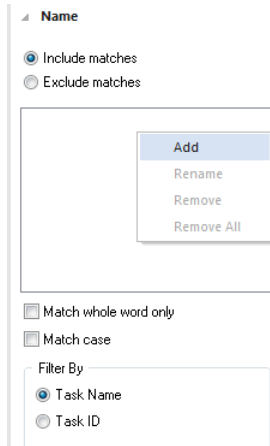 Name
Include matches
Exclude matches
Add
Rename
Remove
Remove All
Match whole word only
Match case
Filter By
Task Name
Task ID